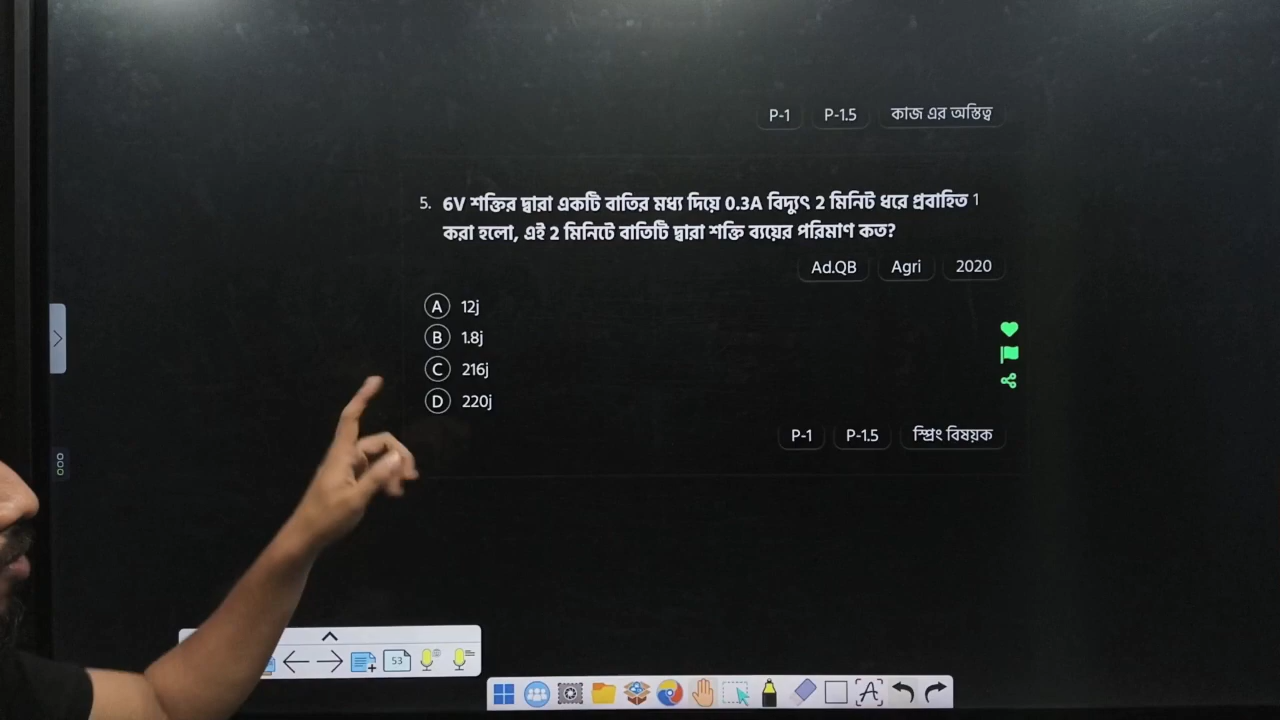 P-1 P-1.5 কাজ এর অস্তিত্ব
5. 6V শক্তির দ্বারা একটি বাতির মধ্য দিয়ে 0.3A বিদ্যুৎ 2 মিনিট ধরে প্রবাহিত 1
করা হলো, এই 2 মিনিটে বাতিটি দ্বারা শক্তি ব্যয়ের পরিমাণ কত?
Ad.QB Agri 2020
A 12j
B 1.8j
C 216j
D 220j
P-1 P-1.5 স্প্রিং বিষয়ক
53